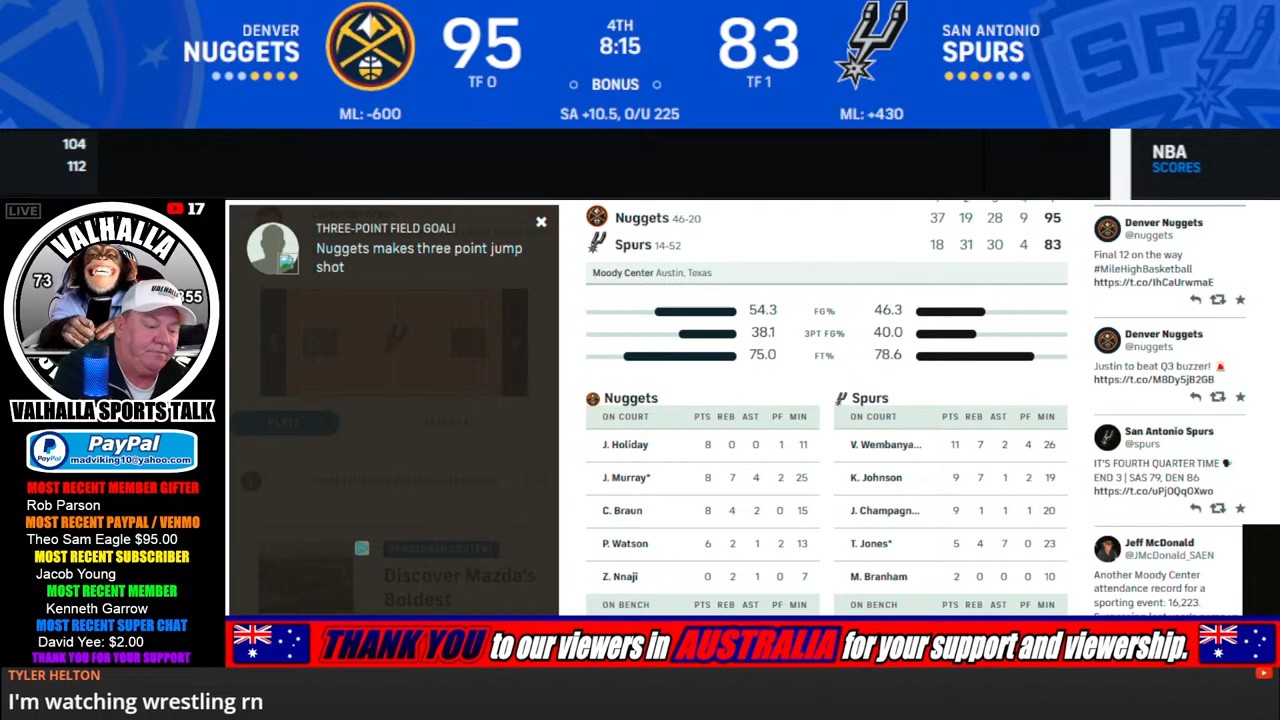 DENVER
NUGGETS
95
TF 0
ML: -600
4TH
8:15
BONUS
SA +10.5, O/U 225
83
TF 1
ML: +430
SAN ANTONIO
SPURS
104
112
NBA
SCORES
LIVE
17
VALHALLA
73
55
VALHALLA
VALHALLA SPORTS TALK
PayPal
PayPal
madviking10@yahoo.com
MOST RECENT MEMBER GIFTER
Rob Parson
MOST RECENT PAYPAL / VENMO
Theo Sam Eagle $95.00
MOST RECENT SUBSCRIBER
Jacob Young
MOST RECENT MEMBER
Kenneth Garrow
MOST RECENT SUPER CHAT
David Yee: $2.00
THANK YOU FOR YOUR SUPPORT
THREE-POINT FIELD GOAL!
Nuggets makes three point jump
shot
Discover Mazda's
Boldest
Nuggets 46-20 37 19 28 9 95
Spurs 14-52 18 31 30 4 83
Moody Center Austin, Texas
54.3 FG% 46.3
38.1 3PT FG% 40.0
75.0 FT% 78.6
Nuggets
ON COURT PTS REB AST PF MIN
J. Holiday 8 0 0 1 11
J. Murray* 8 7 4 2 25
C. Braun 8 4 2 0 15
P. Watson 6 2 1 2 13
Z. Nnaji 0 2 1 0 7
ON BENCH PTS REB AST PF MIN
Spurs
ON COURT PTS REB AST PF MIN
V. Wembanya... 11 7 2 4 26
K. Johnson 9 7 1 2 19
J. Champagn... 9 1 1 1 20
T. Jones* 5 4 7 0 23
M. Branham 2 0 0 0 10
ON BENCH PTS REB AST PF MIN
Denver Nuggets
@nuggets
Final 12 on the way
#MileHighBasketball
https://t.co/IhCaUrwmaE
Denver Nuggets
@nuggets
Justin to beat Q3 buzzer! 🚨
https://t.co/M8Dy5jB2GB
San Antonio Spurs
@spurs
IT'S FOURTH QUARTER TIME 🗣
END 3 | SAS 79, DEN 86
https://t.co/uPjOQqOXwo
Jeff McDonald
@JMcDonald_SAEN
Another Moody Center
attendance record for a
sporting event: 16,223.
THANK YOU to our viewers in AUSTRALIA for your support and viewership.
TYLER HELTON
I'm watching wrestling rn